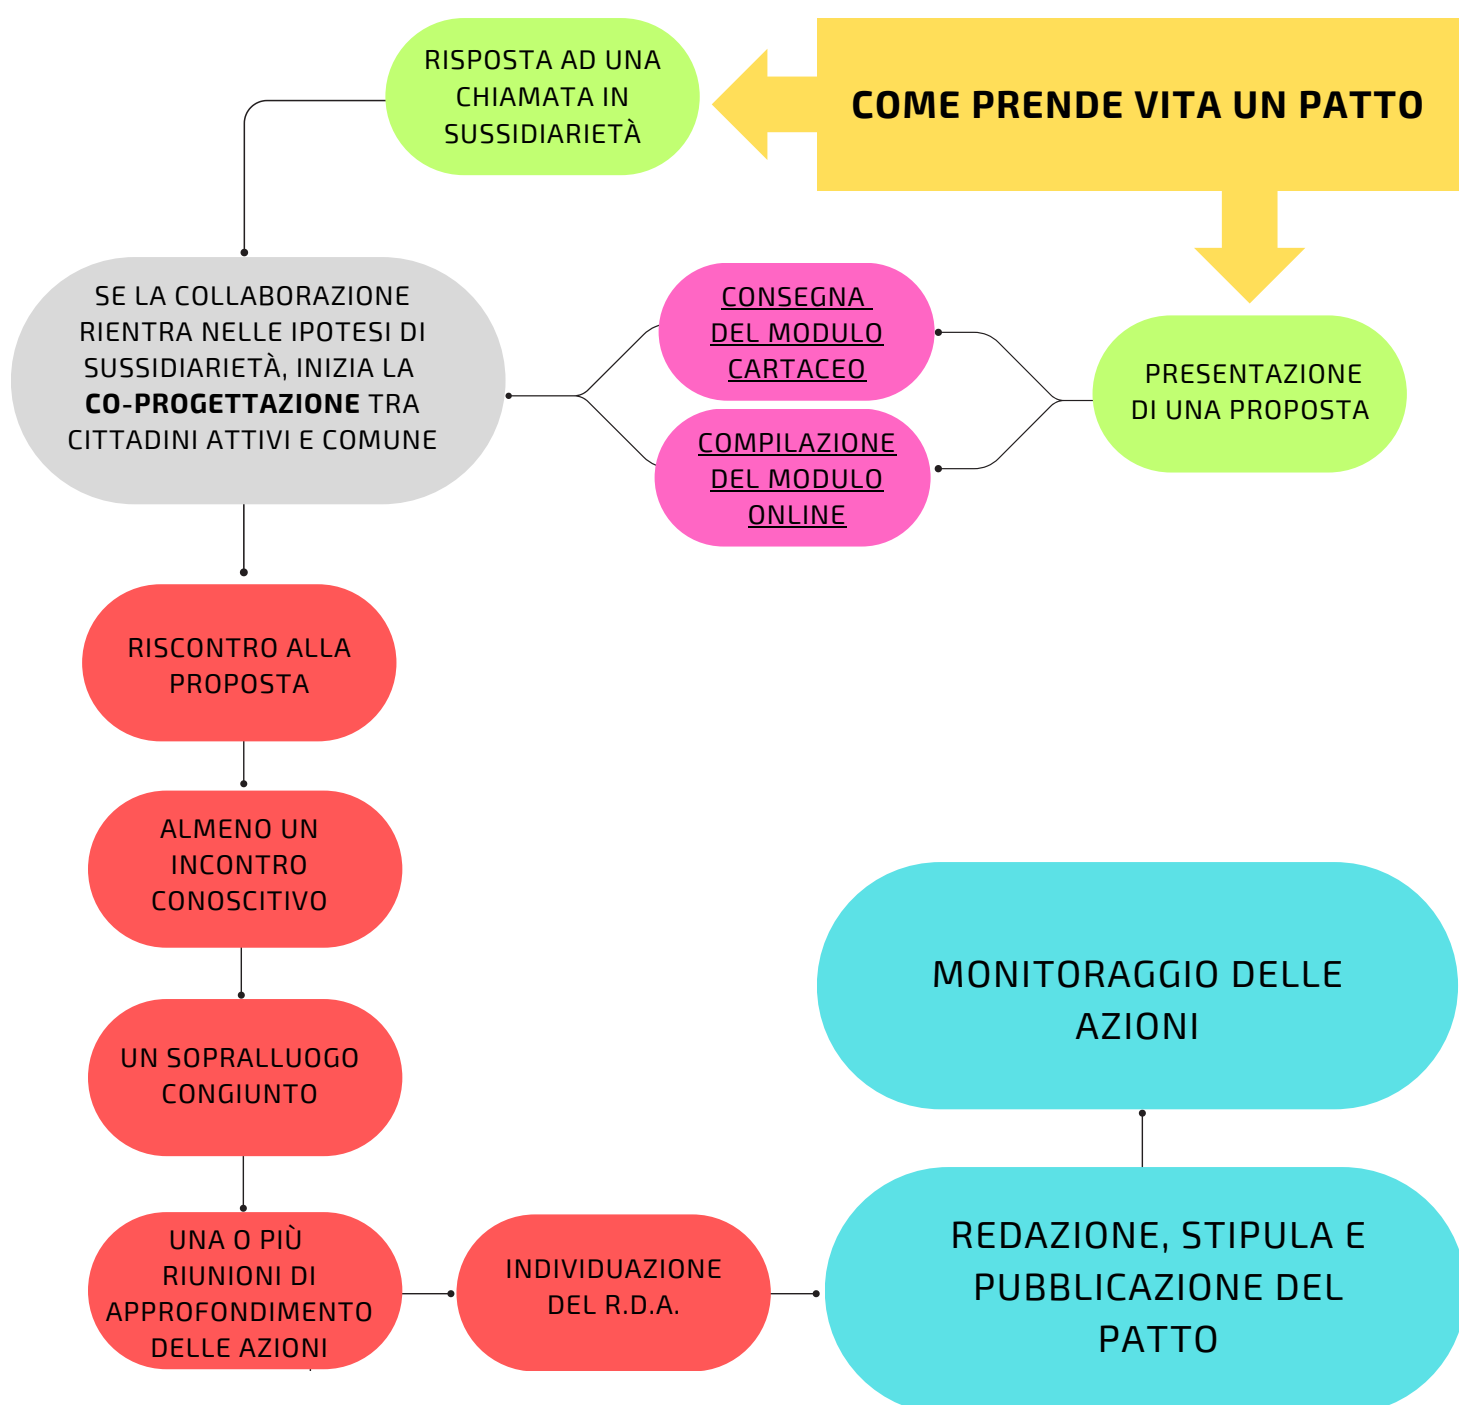 COME PRENDE VITA UN PATTO
RISPOSTA AD UNA
CHIAMATA IN
SUSSIDIARIETÀ
PRESENTAZIONE
DI UNA PROPOSTA
CONSEGNA
DEL MODULO
CARTACEO
COMPILAZIONE
DEL MODULO
ONLINE
SE LA COLLABORAZIONE
RIENTRA NELLE IPOTESI DI
SUSSIDIARIETÀ, INIZIA LA
CO-PROGETTAZIONE TRA
CITTADINI ATTIVI E COMUNE
RISCONTRO ALLA
PROPOSTA
ALMENO UN
INCONTRO
CONOSCITIVO
UN SOPRALLUOGO
CONGIUNTO
UNA O PIÙ
RIUNIONI DI
APPROFONDIMENTO
DELLE AZIONI
INDIVIDUAZIONE
DEL R.D.A.
REDAZIONE, STIPULA E
PUBBLICAZIONE DEL
PATTO
MONITORAGGIO DELLE
AZIONI